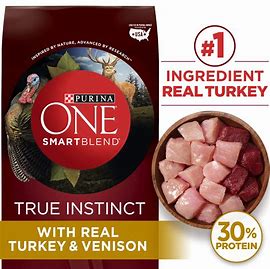 USA
INSPIRED BY NATURE, ADVANCED BY RESEARCH
PURINA
ONE
SMARTBLEND
TRUE INSTINCT
WITH REAL
TURKEY & VENISON
#1
INGREDIENT
REAL TURKEY
30%
PROTEIN